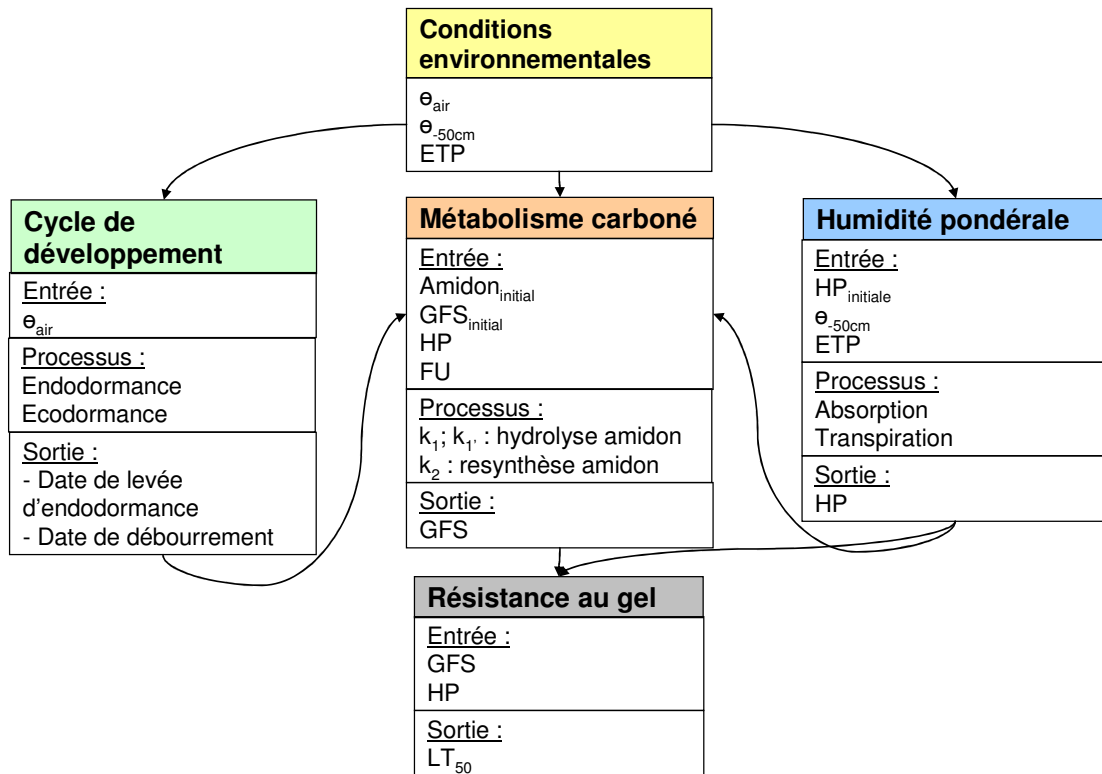 Conditions
environnementales
ɵair
ɵ-50cm
ETP
Cycle de
développement
Entrée :
ɵair
Processus :
Endodormance
Ecodormance
Sortie :
- Date de levée
d'endodormance
- Date de débourrement
Métabolisme carboné
Entrée :
Amidoninitial
GFSinitial
HP
FU
Processus :
k1; k1' : hydrolyse amidon
k2 : resynthèse amidon
Sortie :
GFS
Humidité pondérale
Entrée :
HPinitiale
ɵ-50cm
ETP
Processus :
Absorption
Transpiration
Sortie :
HP
Résistance au gel
Entrée :
GFS
HP
Sortie :
LT50